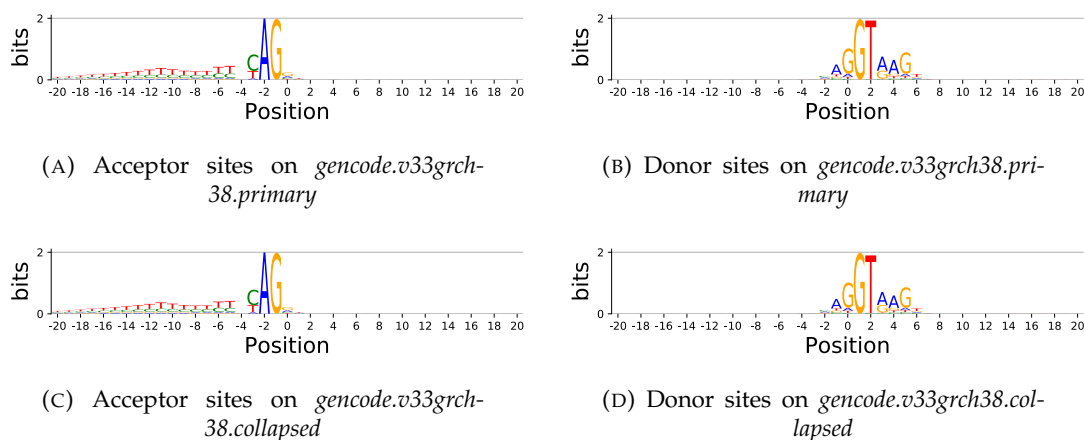 2
bits
0
-20 -18 -16 -14 -12 -10 -8 -6 -4 -2 0 2 4 6 8 10 12 14 16 18 20
Position
(A) Acceptor sites on gencode.v33grch-
38.primary
2
bits
0
-20 -18 -16 -14 -12 -10 -8 -6 -4 -2 0 2 4 6 8 10 12 14 16 18 20
Position
(B) Donor sites on gencode.v33grch38.pri-
mary
2
bits
0
-20 -18 -16 -14 -12 -10 -8 -6 -4 -2 0 2 4 6 8 10 12 14 16 18 20
Position
(C) Acceptor sites on gencode.v33grch-
38.collapsed
2
bits
0
-20 -18 -16 -14 -12 -10 -8 -6 -4 -2 0 2 4 6 8 10 12 14 16 18 20
Position
(D) Donor sites on gencode.v33grch38.col-
lapsed